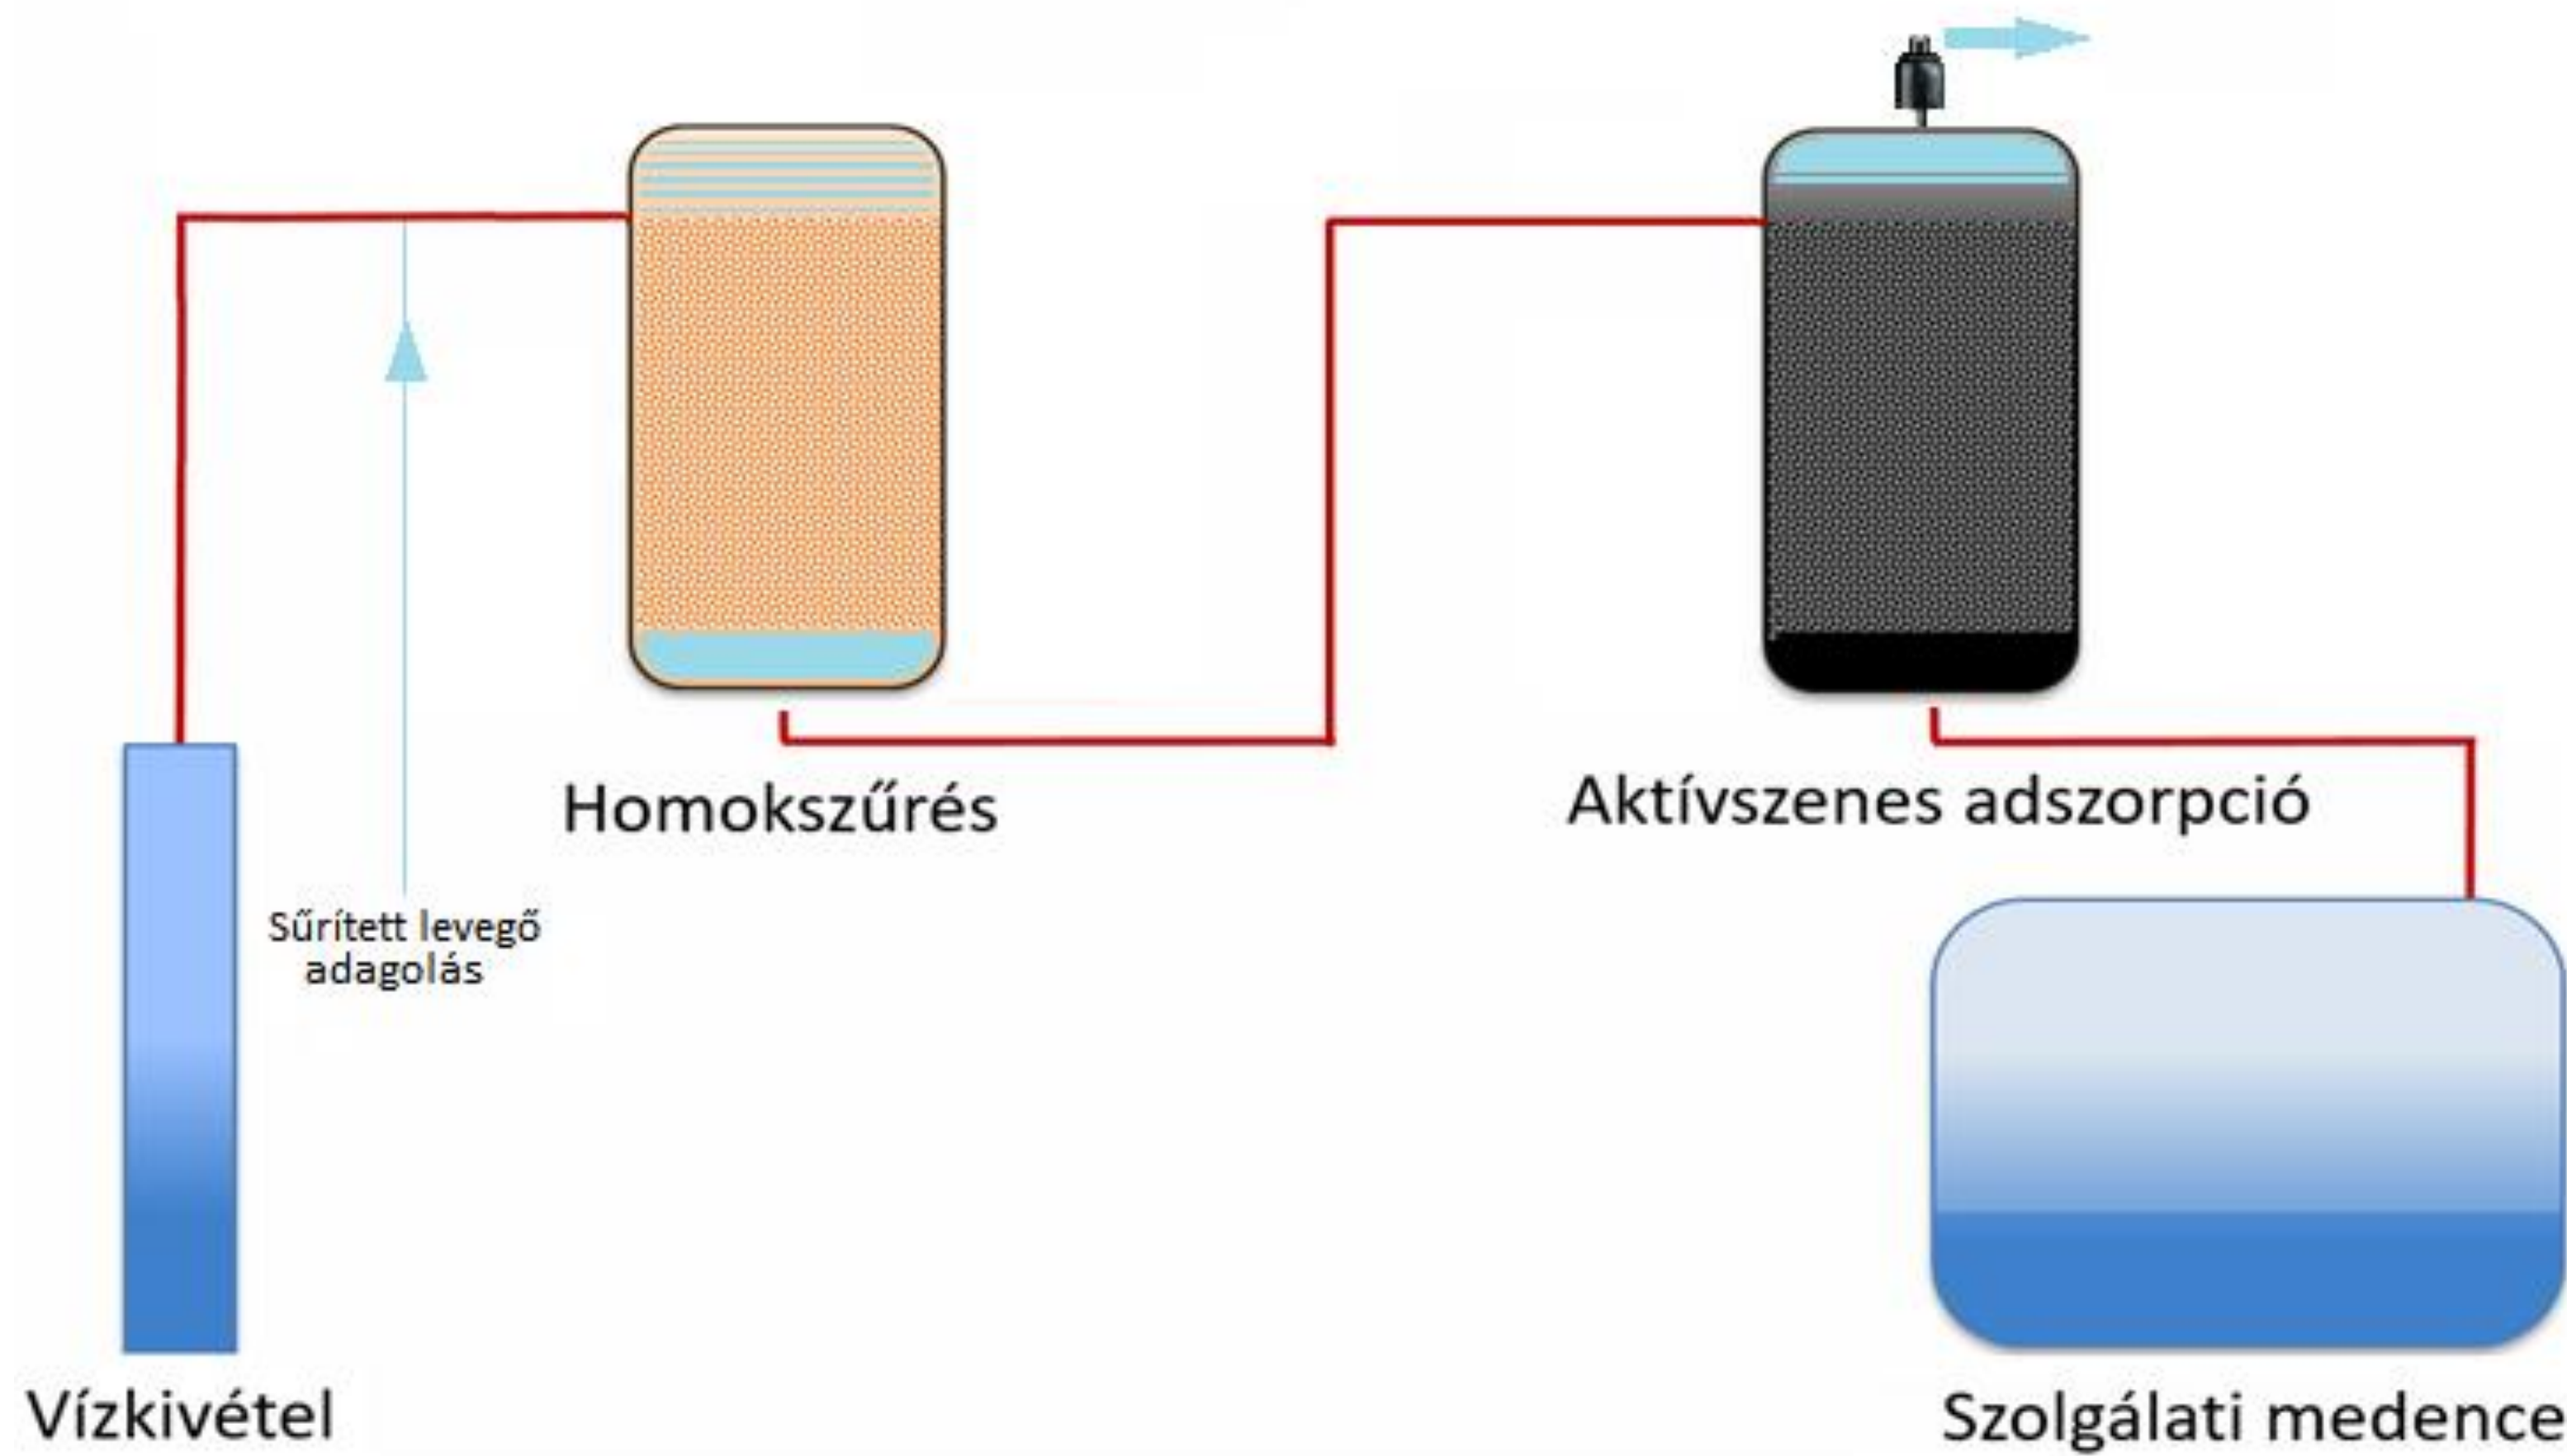 Homokszűrés
Aktívszenes adszorpció
Sűrített levegő
adagolás
Vízkivétel
Szolgálati medence